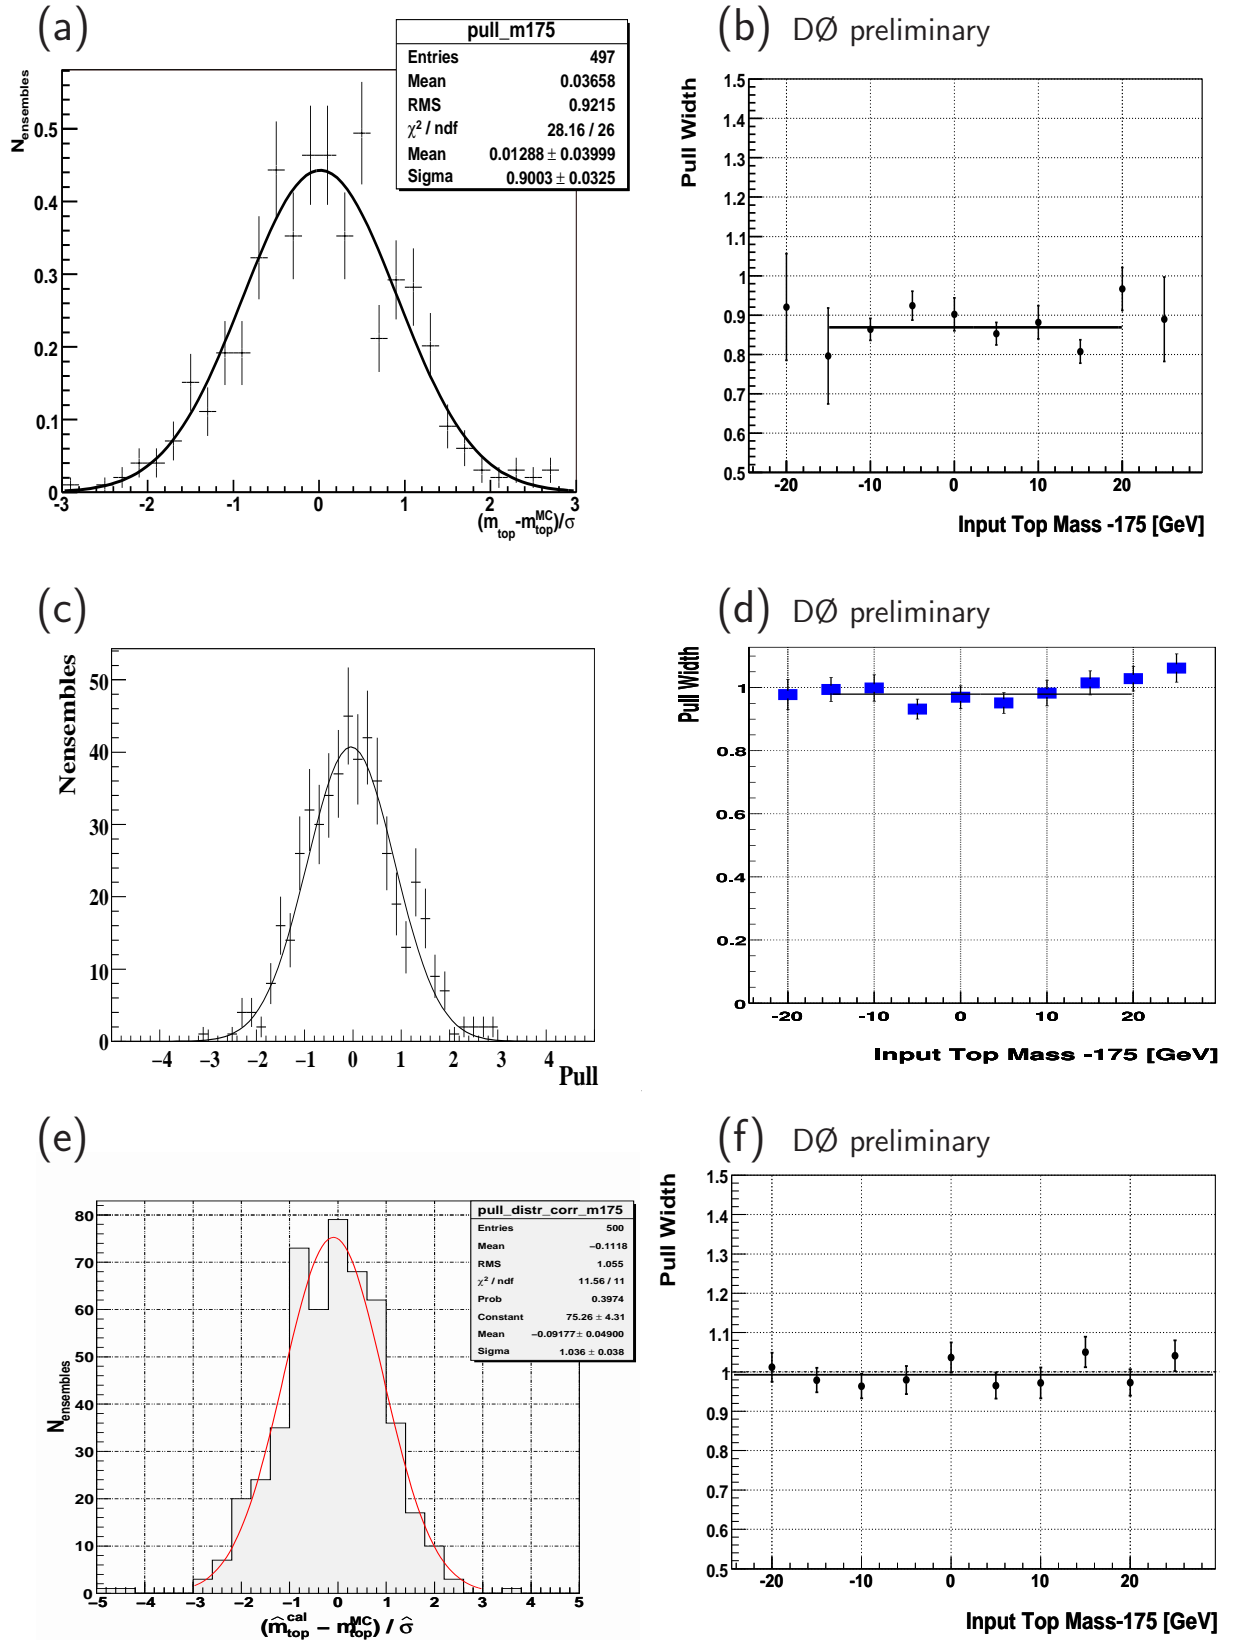 (a)
pull_m175
Entries 497
Mean 0.03658
RMS 0.9215
χ² / ndf 28.16 / 26
Mean 0.01288 ± 0.03999
Sigma 0.9003 ± 0.0325
N_ensembles
0.5
0.4
0.3
0.2
0.1
0
-3 -2 -1 0 1 2 3
(m_top-m_top^MC)/σ
(b) DØ preliminary
Pull Width
1.5
1.4
1.3
1.2
1.1
1
0.9
0.8
0.7
0.6
0.5
-20 -10 0 10 20
Input Top Mass -175 [GeV]
(c)
Nensembles
50
40
30
20
10
0
−4 −3 −2 −1 0 1 2 3 4
Pull
(d) DØ preliminary
Pull Width
1
0.8
0.6
0.4
0.2
0
-20 -10 0 10 20
Input Top Mass -175 [GeV]
(e)
pull_distr_corr_m175
Entries 500
Mean −0.1118
RMS 1.055
χ² / ndf 11.56 / 11
Prob 0.3974
Constant 75.26 ± 4.31
Mean −0.09177± 0.04900
Sigma 1.036 ± 0.038
N_ensembles
80
70
60
50
40
30
20
10
0
−5 −4 −3 −2 −1 0 1 2 3 4 5
(m̂_top^cal − m_top^MC) / σ̂
(f) DØ preliminary
Pull Width
1.5
1.4
1.3
1.2
1.1
1
0.9
0.8
0.7
0.6
0.5
-20 -10 0 10 20
Input Top Mass-175 [GeV]